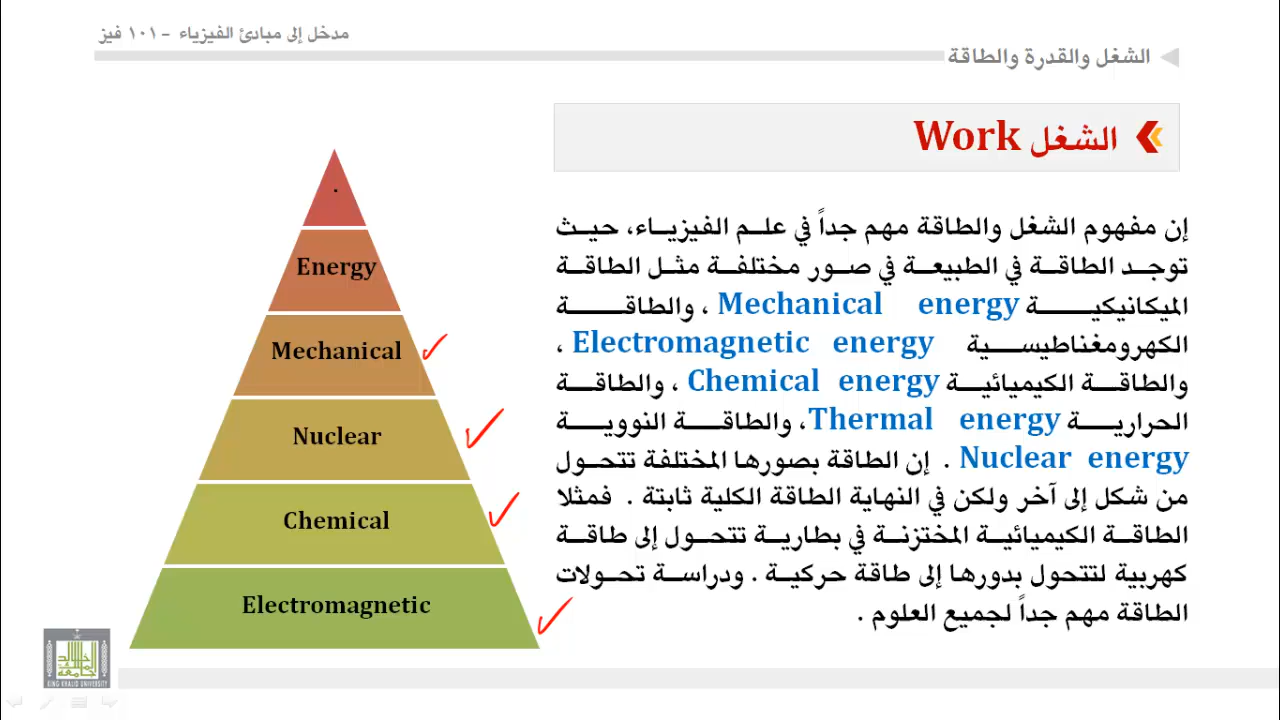 مدخل إلى مبادئ الفيزياء - ١٠١ فيز
الشغل والقدرة والطاقة
الشغل Work
إن مفهوم الشغل والطاقة مهم جداً في علم الفيزياء، حيث
توجد الطاقة في الطبيعة في صور مختلفة مثل الطاقة
الميكانيكية Mechanical energy ، والطاقة
الكهرومغناطيسية Electromagnetic energy ،
والطاقة الكيميائية Chemical energy ، والطاقة
الحرارية Thermal energy، والطاقة النووية
Nuclear energy . إن الطاقة بصورها المختلفة تتحول
من شكل إلى آخر ولكن في النهاية الطاقة الكلية ثابتة . فمثلا
الطاقة الكيميائية المختزنة في بطارية تتحول إلى طاقة
كهربية لتتحول بدورها إلى طاقة حركية . ودراسة تحولات
الطاقة مهم جداً لجميع العلوم .
.
Energy
Mechanical
Nuclear
Chemical
Electromagnetic
KING KHALID UNIVERSITY